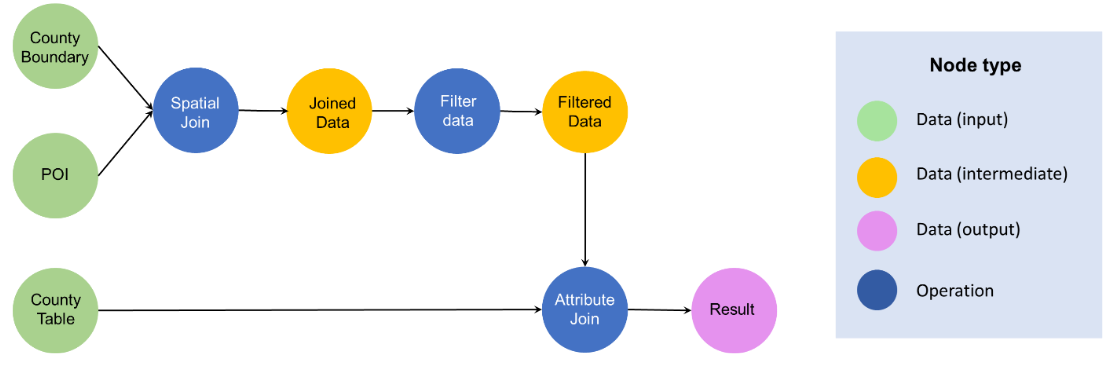 County
Boundary
POI
Spatial
Join
Joined
Data
Filter
data
Filtered
Data
County
Table
Attribute
Join
Result
Node type
Data (input)
Data (intermediate)
Data (output)
Operation